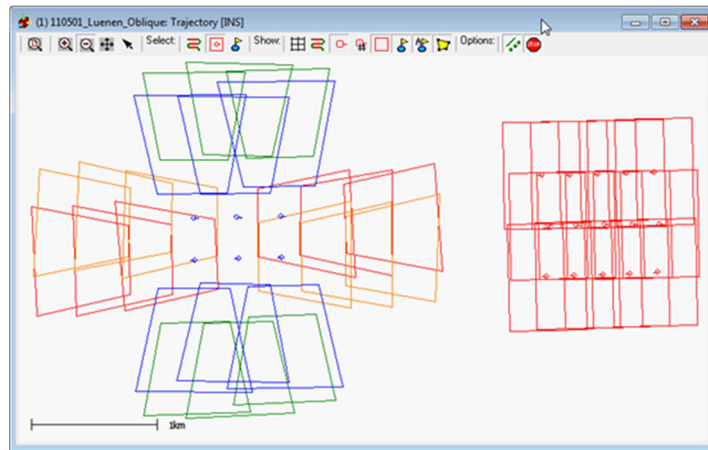 (1) 110501_Luenen_Oblique: Trajectory [INS]
Select: Show: Options:
1km